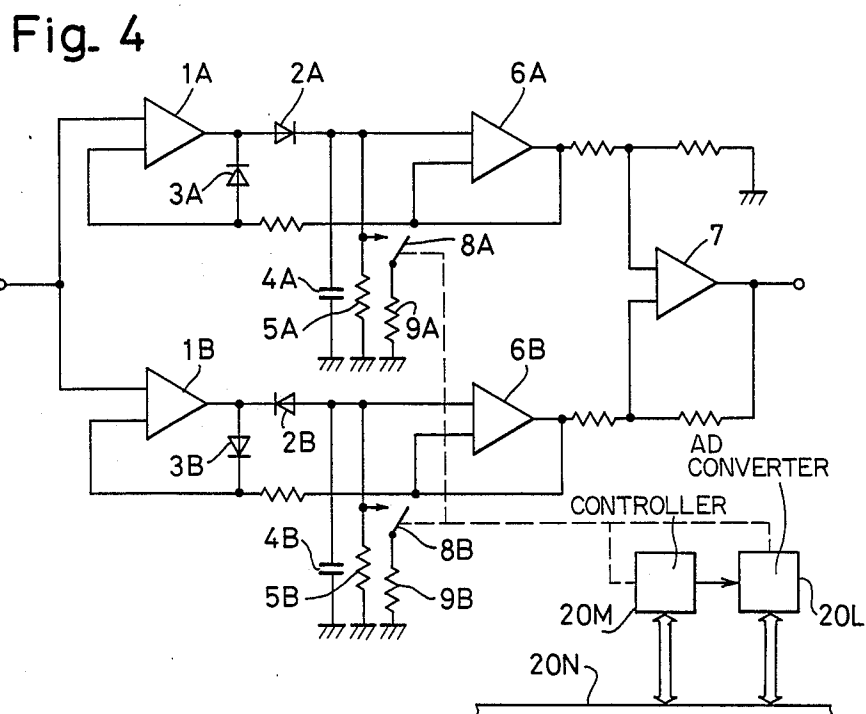 Fig. 4
1A
2A
6A
3A
8A
7
4A
5A
9A
1B
6B
2B
3B
AD
CONVERTER
CONTROLLER
4B
8B
5B
9B
20M
20L
20N